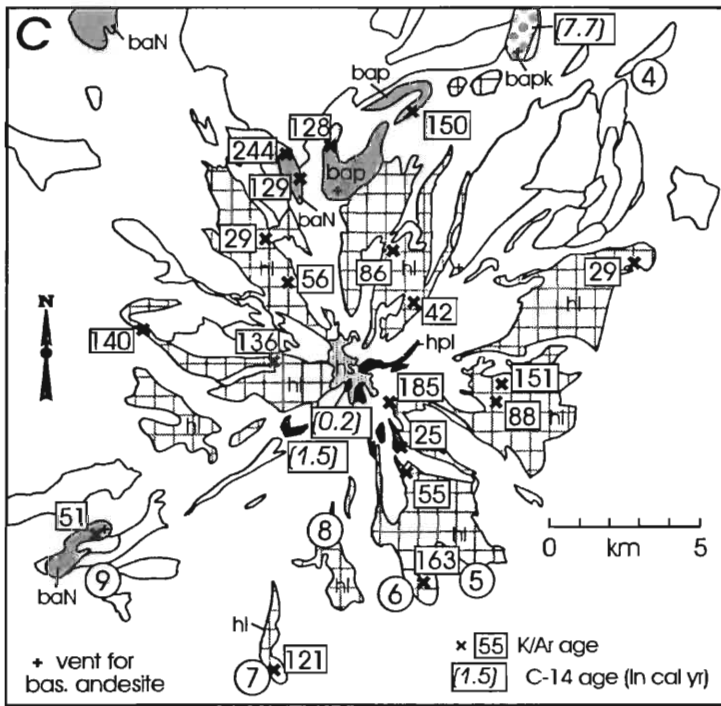 C
baN
(7.7)
bap
bapk
4
128
150
244
bap
129
baN
29
hl
86
hl
29
56
hl
N
42
140
136
hpl
hs
hl
185
151
(0.2)
88
hl
hl
25
(1.5)
55
51
8
hl
163
0 5
km
baN
9
hl
6
5
hl
+ vent for
bas. andesite
7
121
x 55 K/Ar age
(1.5) C-14 age (in cal yr)